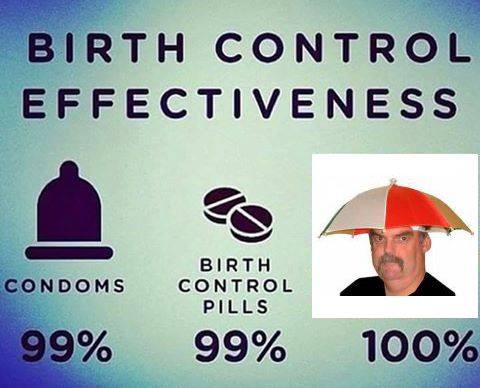 BIRTH CONTROL
EFFECTIVENESS
CONDOMS
BIRTH
CONTROL
PILLS
99%
99%
100%